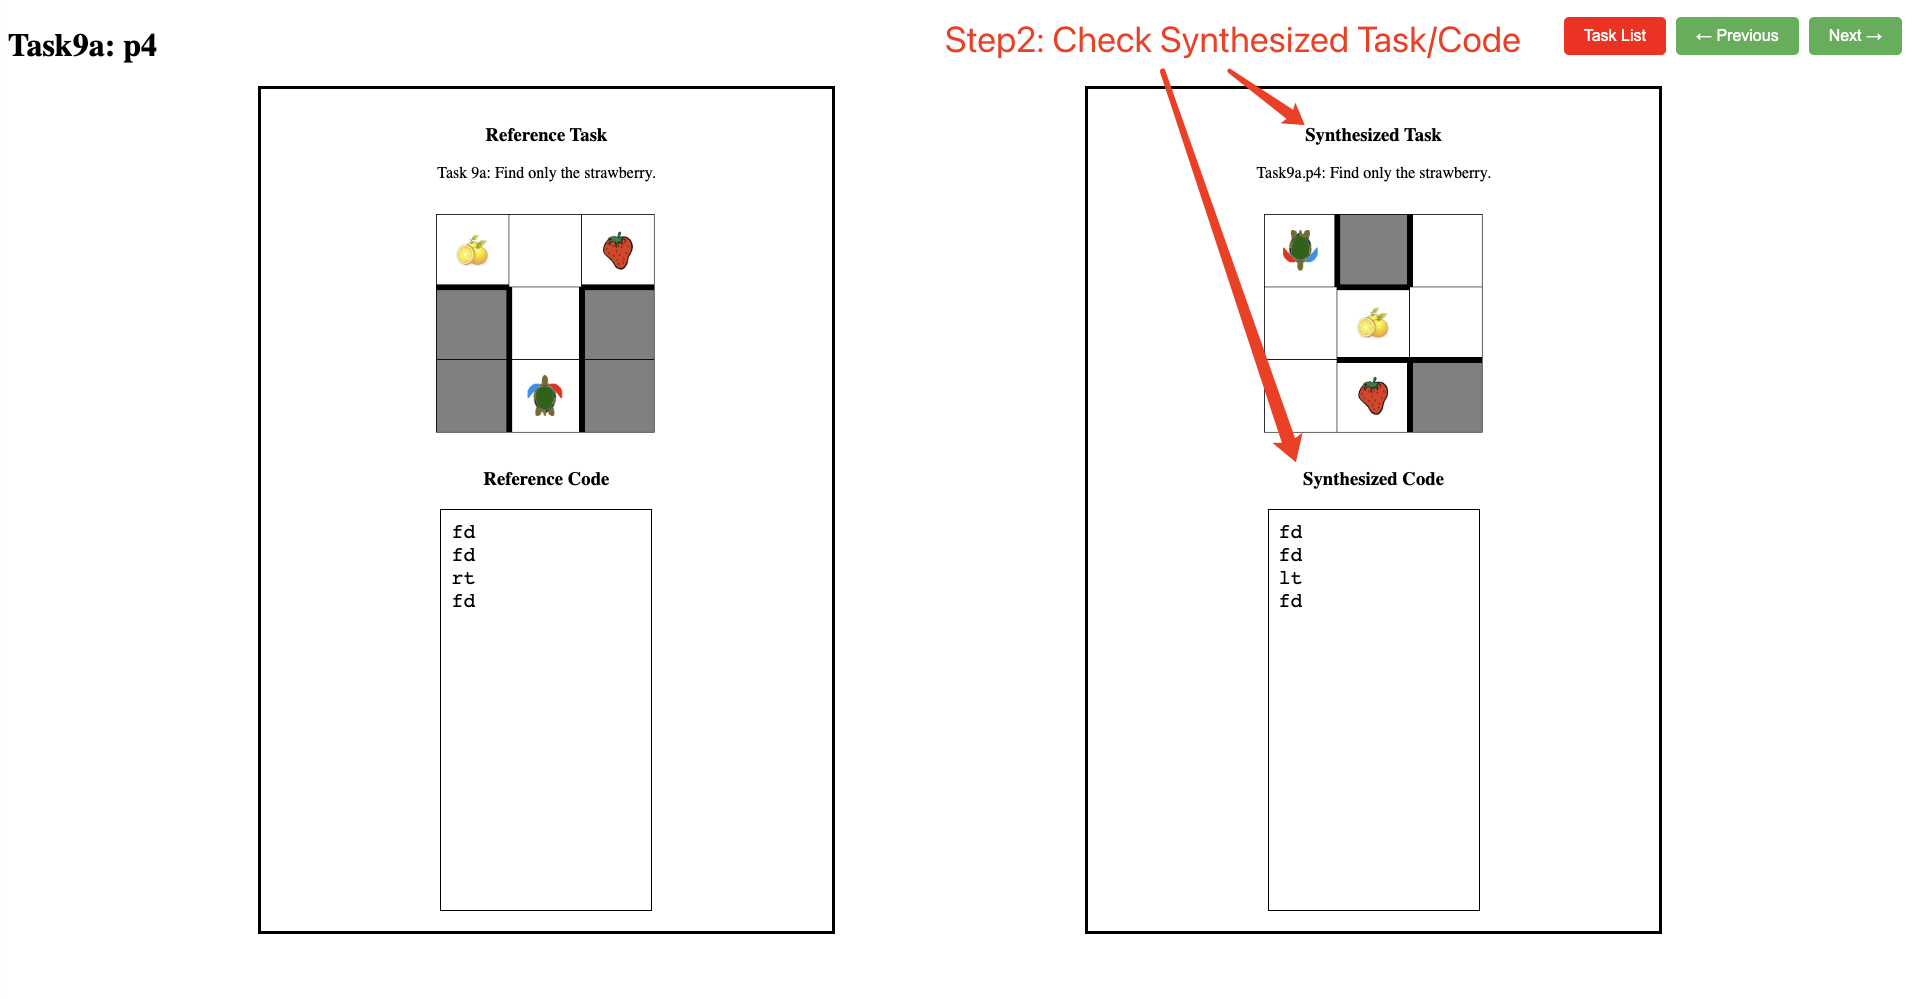 Task9a: p4
Step2: Check Synthesized Task/Code
Task List
← Previous
Next →
Reference Task
Task 9a: Find only the strawberry.
Reference Code
fd
fd
rt
fd
Synthesized Task
Task9a.p4: Find only the strawberry.
Synthesized Code
fd
fd
lt
fd